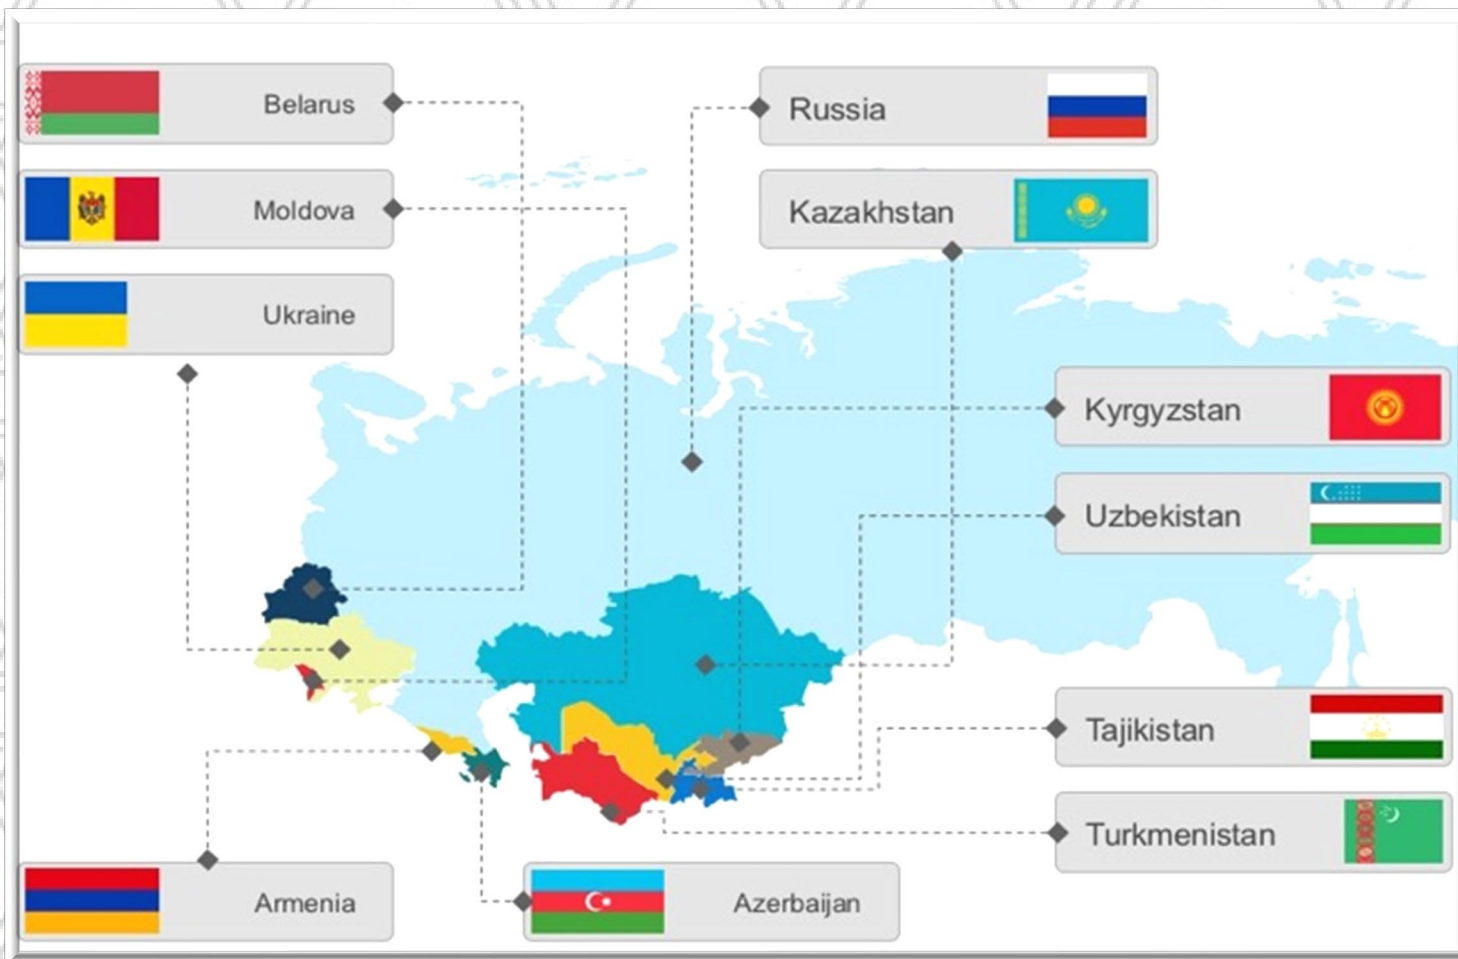 Belarus
Moldova
Ukraine
Russia
Kazakhstan
Kyrgyzstan
Uzbekistan
Tajikistan
Turkmenistan
Armenia
Azerbaijan